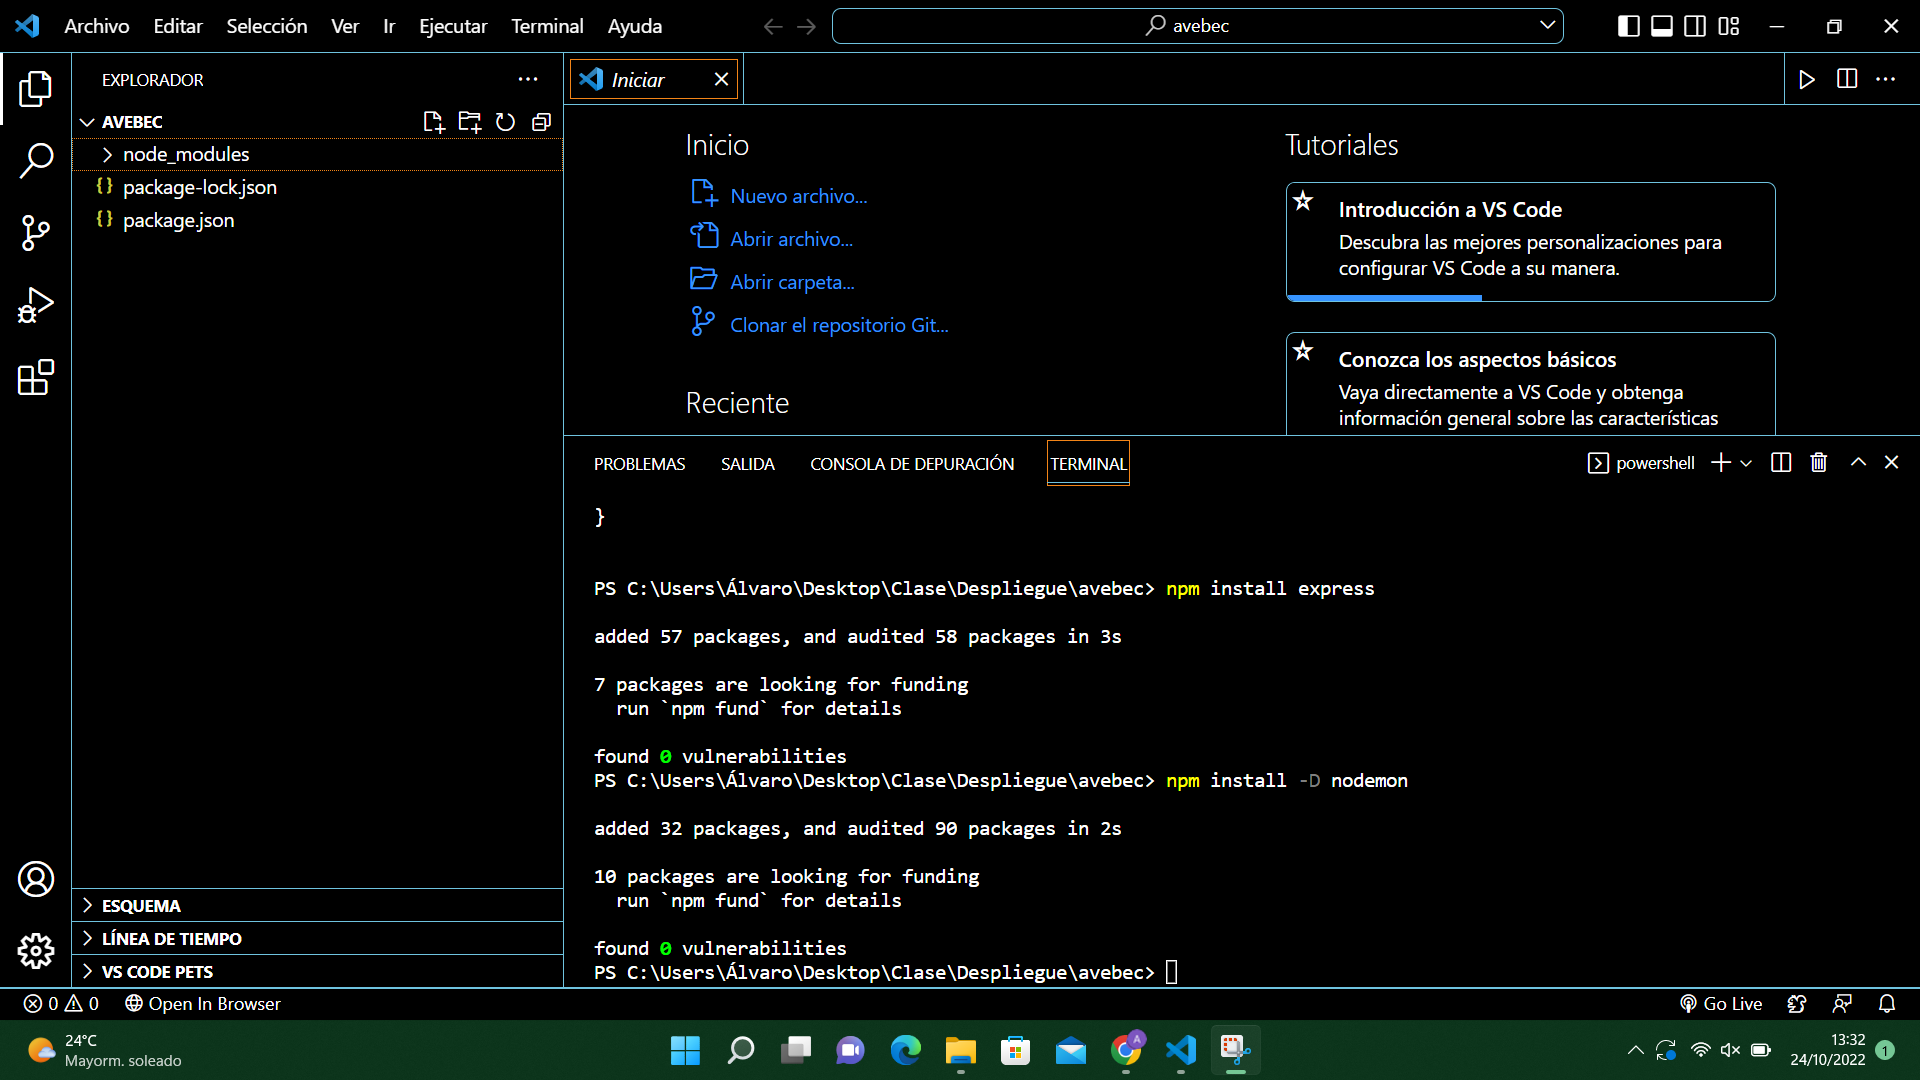 Archivo Editar Selección Ver Ir Ejecutar Terminal Ayuda
avebec
EXPLORADOR
AVEBEC
node_modules
package-lock.json
package.json
ESQUEMA
LÍNEA DE TIEMPO
VS CODE PETS
Iniciar
Inicio
Nuevo archivo...
Abrir archivo...
Abrir carpeta...
Clonar el repositorio Git...
Reciente
Tutoriales
Introducción a VS Code
Descubra las mejores personalizaciones para
configurar VS Code a su manera.
Conozca los aspectos básicos
Vaya directamente a VS Code y obtenga
información general sobre las características
PROBLEMAS SALIDA CONSOLA DE DEPURACIÓN TERMINAL
powershell
}
PS C:\Users\Álvaro\Desktop\Clase\Despliegue\avebec> npm install express
added 57 packages, and audited 58 packages in 3s
7 packages are looking for funding
run `npm fund` for details
found 0 vulnerabilities
PS C:\Users\Álvaro\Desktop\Clase\Despliegue\avebec> npm install -D nodemon
added 32 packages, and audited 90 packages in 2s
10 packages are looking for funding
run `npm fund` for details
found 0 vulnerabilities
PS C:\Users\Álvaro\Desktop\Clase\Despliegue\avebec>
0 0 Open In Browser
Go Live
24°C
Mayorm. soleado
A
13:32
24/10/2022
1